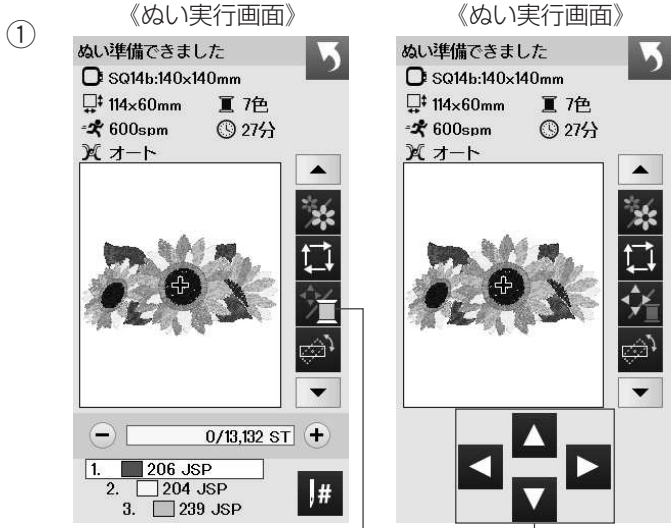 ①
《ぬい実行画面》
ぬい準備できました
SQ14b:140×140mm
114×60mm 7色
600spm 27分
オート
0/13,132 ST
1. 206 JSP
2. 204 JSP
3. 239 JSP
#
《ぬい実行画面》
ぬい準備できました
SQ14b:140×140mm
114×60mm 7色
600spm 27分
オート